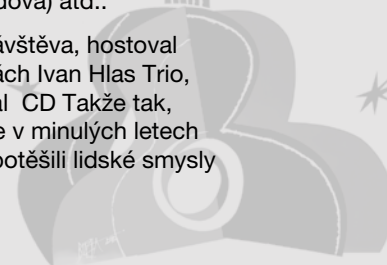 dova) atd..
ávštěva, hostoval
ách Ivan Hlas Trio,
al  CD Takže tak,
e v minulých letech
potěšili lidské smysly